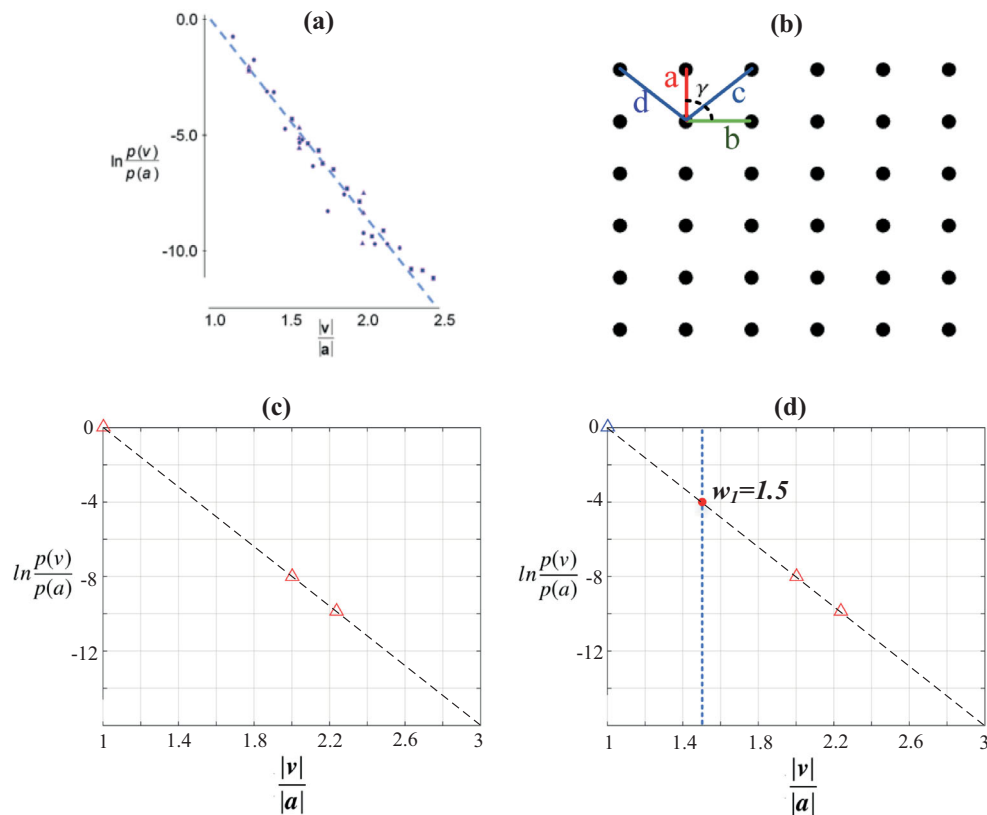 (a)
0.0
-5.0
-10.0
ln p(v)/p(a)
1.0 1.5 2.0 2.5
|v|/|a|
(b)
a
γ
c
d
b
(c)
0
-4
-8
-12
ln p(v)/p(a)
1 1.4 1.8 2.2 2.6 3
|v|/|a|
(d)
0
-4
-8
-12
w₁=1.5
ln p(v)/p(a)
1 1.4 1.8 2.2 2.6 3
|v|/|a|